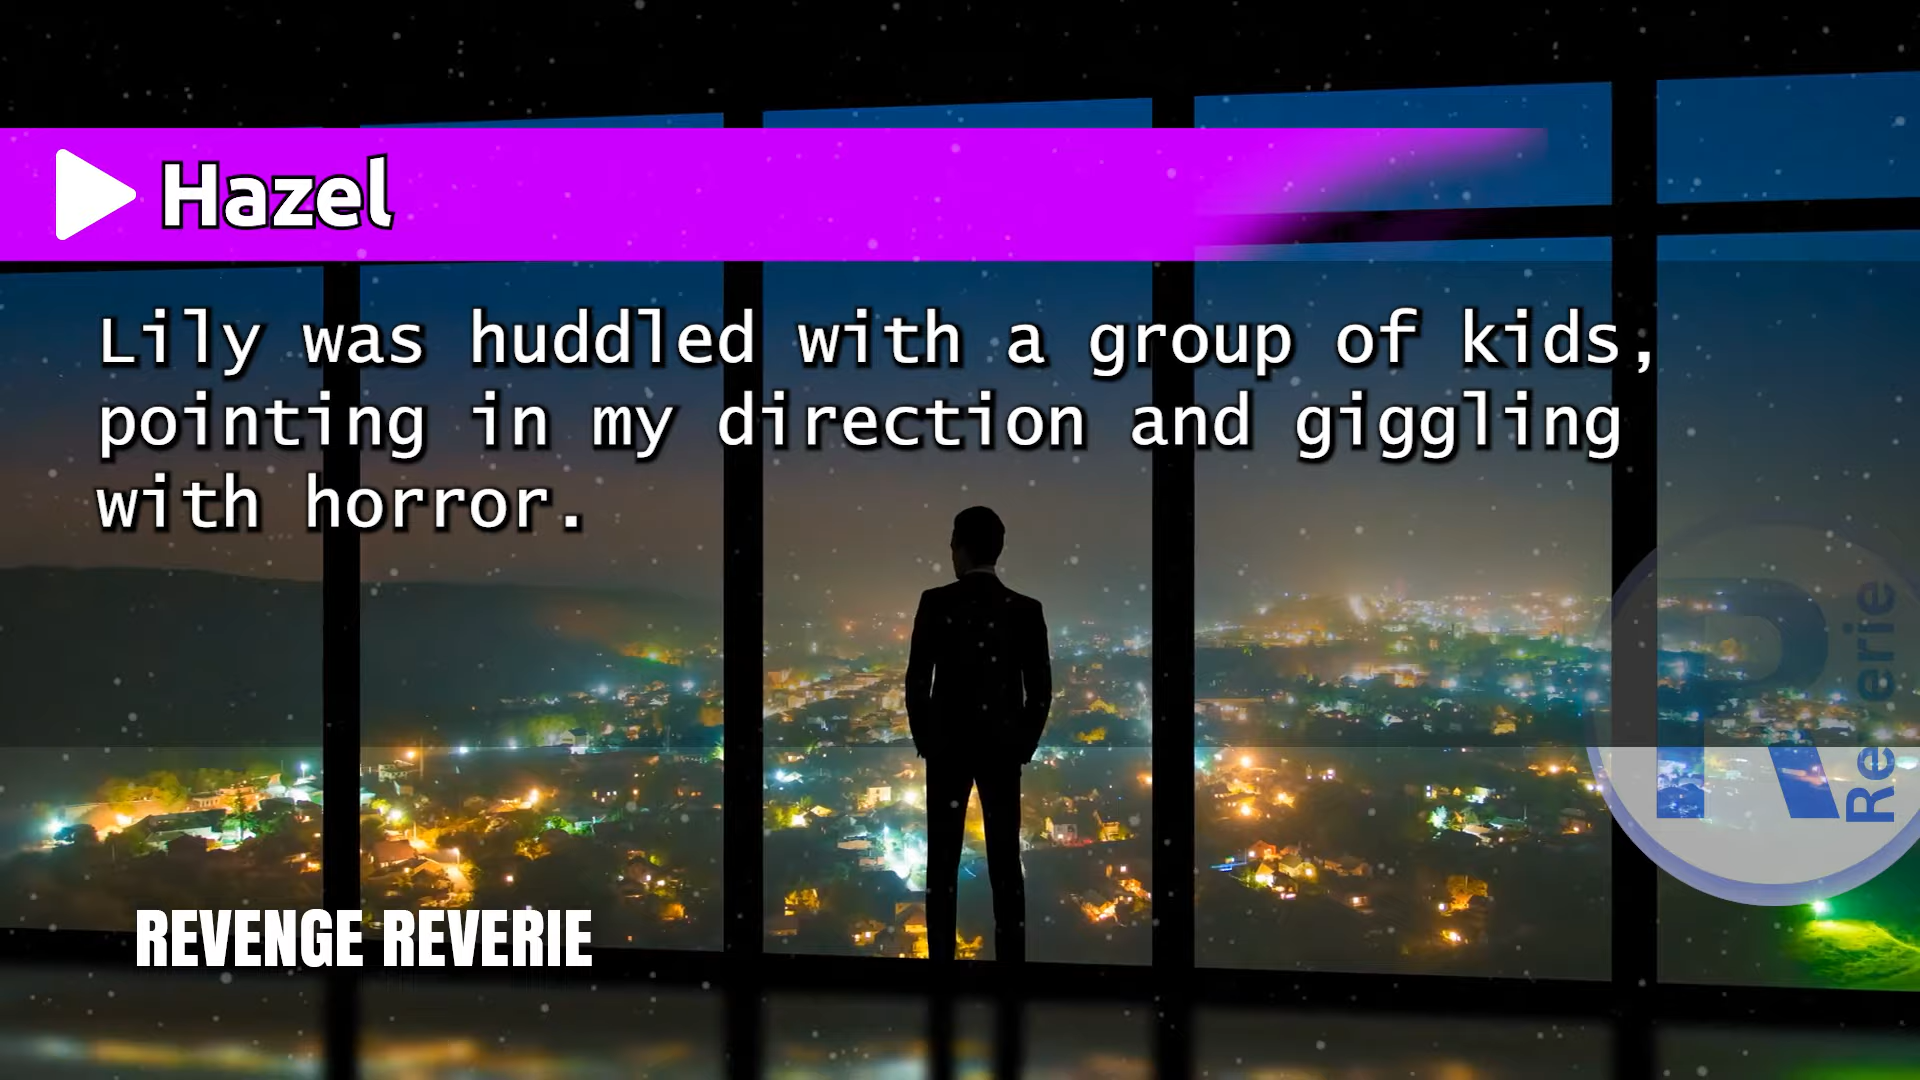 Hazel
Lily was huddled with a group of kids,
pointing in my direction and giggling
with horror.
REVENGE REVERIE
R